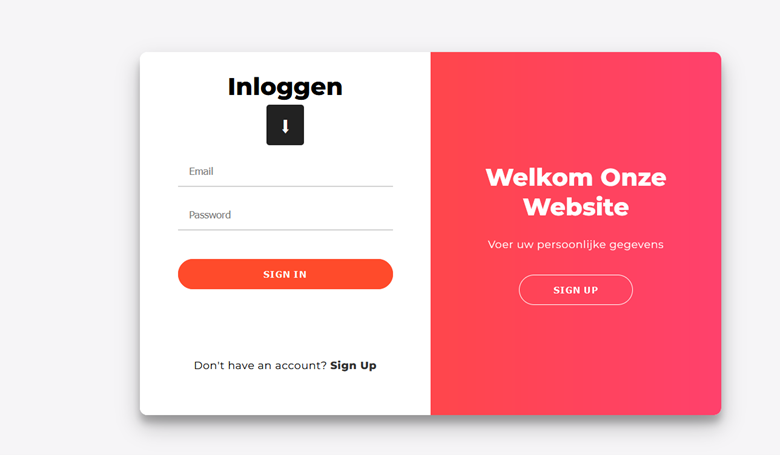 Inloggen
Email
Password
SIGN IN
Don't have an account? Sign Up
Welkom Onze
Website
Voer uw persoonlijke gegevens
SIGN UP